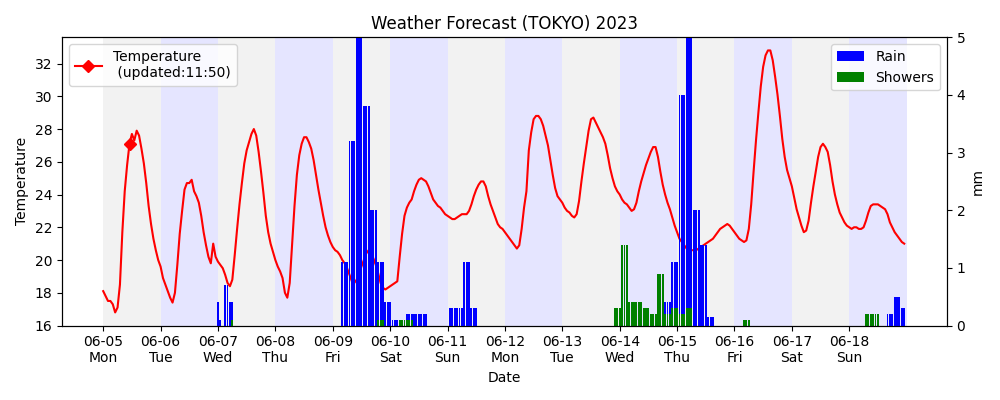 Weather Forecast (TOKYO) 2023
Temperature
(updated:11:50)
Rain
Showers
Temperature
32
30
28
26
24
22
20
18
16
5
4
3
2
1
0
mm
06-05 06-06 06-07 06-08 06-09 06-10 06-11 06-12 06-13 06-14 06-15 06-16 06-17 06-18
Mon Tue Wed Thu Fri Sat Sun Mon Tue Wed Thu Fri Sat Sun
Date